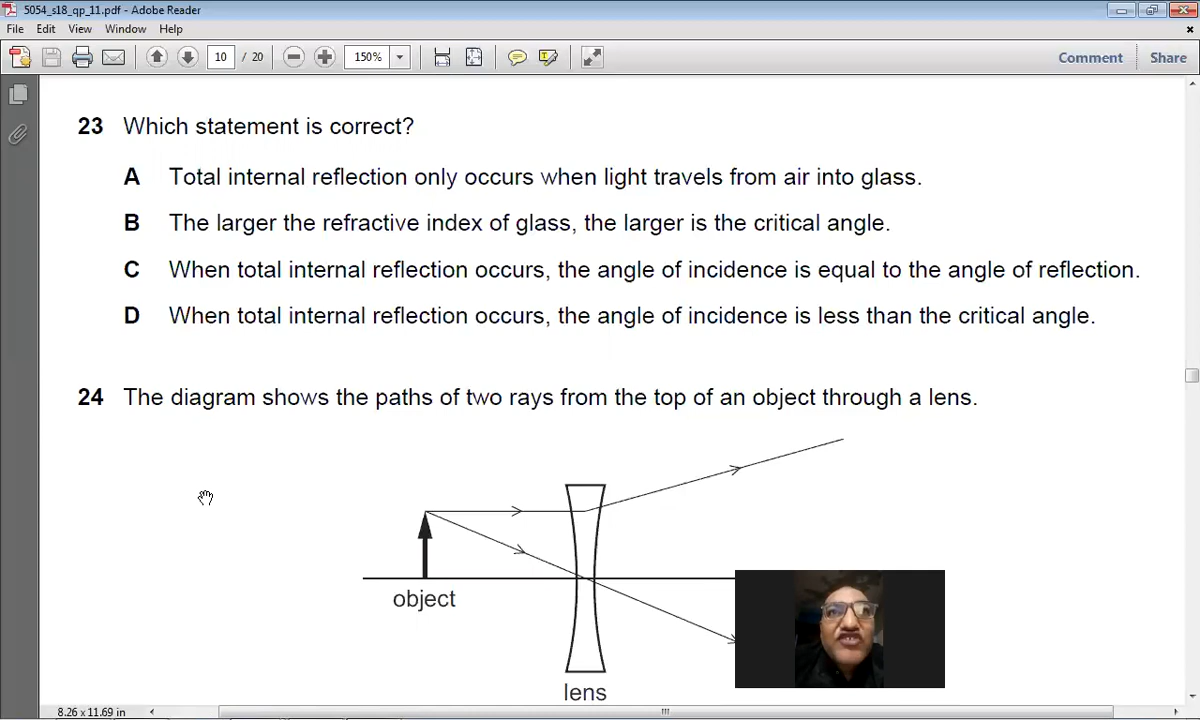 5054_s18_qp_11.pdf - Adobe Reader
File Edit View Window Help
10 / 20 150% Comment Share
23 Which statement is correct?
A Total internal reflection only occurs when light travels from air into glass.
B The larger the refractive index of glass, the larger is the critical angle.
C When total internal reflection occurs, the angle of incidence is equal to the angle of reflection.
D When total internal reflection occurs, the angle of incidence is less than the critical angle.
24 The diagram shows the paths of two rays from the top of an object through a lens.
object
lens
8.26 x 11.69 in